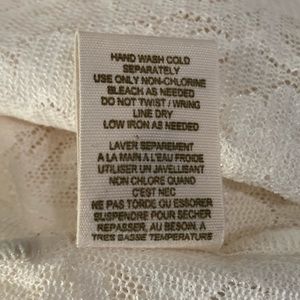 HAND WASH COLD
SEPARATELY
USE ONLY NON-CHLORINE
BLEACH AS NEEDED
DO NOT TWIST / WRING
LINE DRY
LOW IRON AS NEEDED
LAVER SEPAREMENT
A LA MAIN A L'EAU FROIDE
UTILISER UN JAVELLISANT
NON CHLORE QUAND
C'EST NEC
NE PAS TORDE OU ESSORER
SUSPENDRE POUR SECHER
REPASSER, AU BESOIN, A
TRES BASSE TEMPERATURE